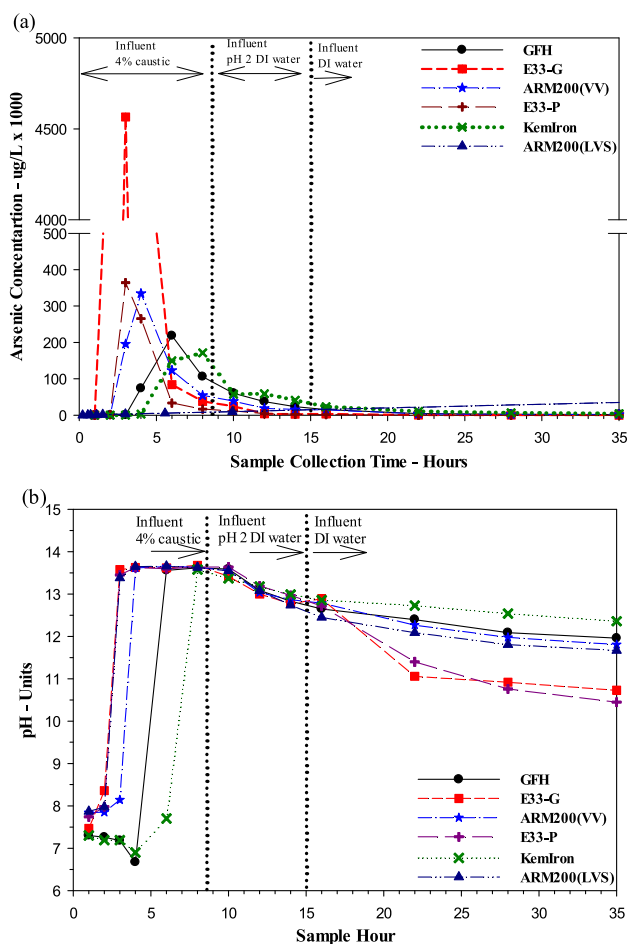 (a)
Influent
4% caustic
Influent
pH 2 DI water
Influent
DI water
GFH
E33-G
ARM200(VV)
E33-P
KemIron
ARM200(LVS)
Arsenic Concentartion - ug/L x 1000
5000
4500
4000
500
400
300
200
100
0
0 5 10 15 20 25 30 35
Sample Collection Time - Hours
(b)
Influent
4% caustic
Influent
pH 2 DI water
Influent
DI water
pH - Units
15
14
13
12
11
10
9
8
7
6
GFH
E33-G
ARM200(VV)
E33-P
KemIron
ARM200(LVS)
0 5 10 15 20 25 30 35
Sample Hour